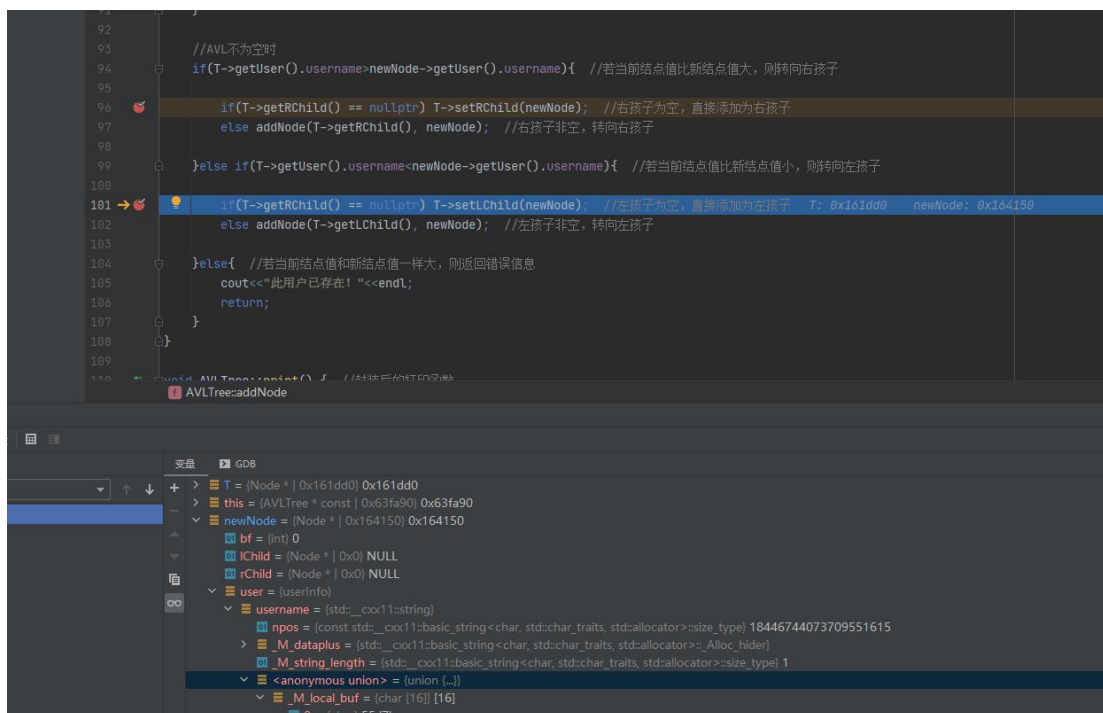 92
93 //AVL不为空时
94 if(T->getUser().username>newNode->getUser().username){ //若当前结点值比新结点值大，则转向右孩子
95
96 if(T->getRChild() == nullptr) T->setRChild(newNode); //右孩子为空，直接添加为右孩子
97 else addNode(T->getRChild(), newNode); //右孩子非空，转向右孩子
98
99 }else if(T->getUser().username<newNode->getUser().username){ //若当前结点值比新结点值小，则转向左孩子
100
101 if(T->getRChild() == nullptr) T->setLChild(newNode); //左孩子为空，直接添加为左孩子 T: 0x161dd0 newNode: 0x164150
102 else addNode(T->getLChild(), newNode); //左孩子非空，转向左孩子
103
104 }else{ //若当前结点值和新结点值一样大，则返回错误信息
105 cout<<"此用户已存在! "<<endl;
106 return;
107 }
108 }
109
AVLTree::addNode
变量 GDB
T = {Node * | 0x161dd0} 0x161dd0
this = {AVLTree * const | 0x63fa90} 0x63fa90
newNode = {Node * | 0x164150} 0x164150
bf = {int} 0
lChild = {Node * | 0x0} NULL
rChild = {Node * | 0x0} NULL
user = {userInfo}
username = {std::__cxx11::string}
npos = {const std::__cxx11::basic_string<char, std::char_traits, std::allocator>::size_type} 18446744073709551615
_M_dataplus = {std::__cxx11::basic_string<char, std::char_traits, std::allocator>::_Alloc_hider}
_M_string_length = {std::__cxx11::basic_string<char, std::char_traits, std::allocator>::size_type} 1
<anonymous union> = {union {...}}
_M_local_buf = {char [16]} [16]